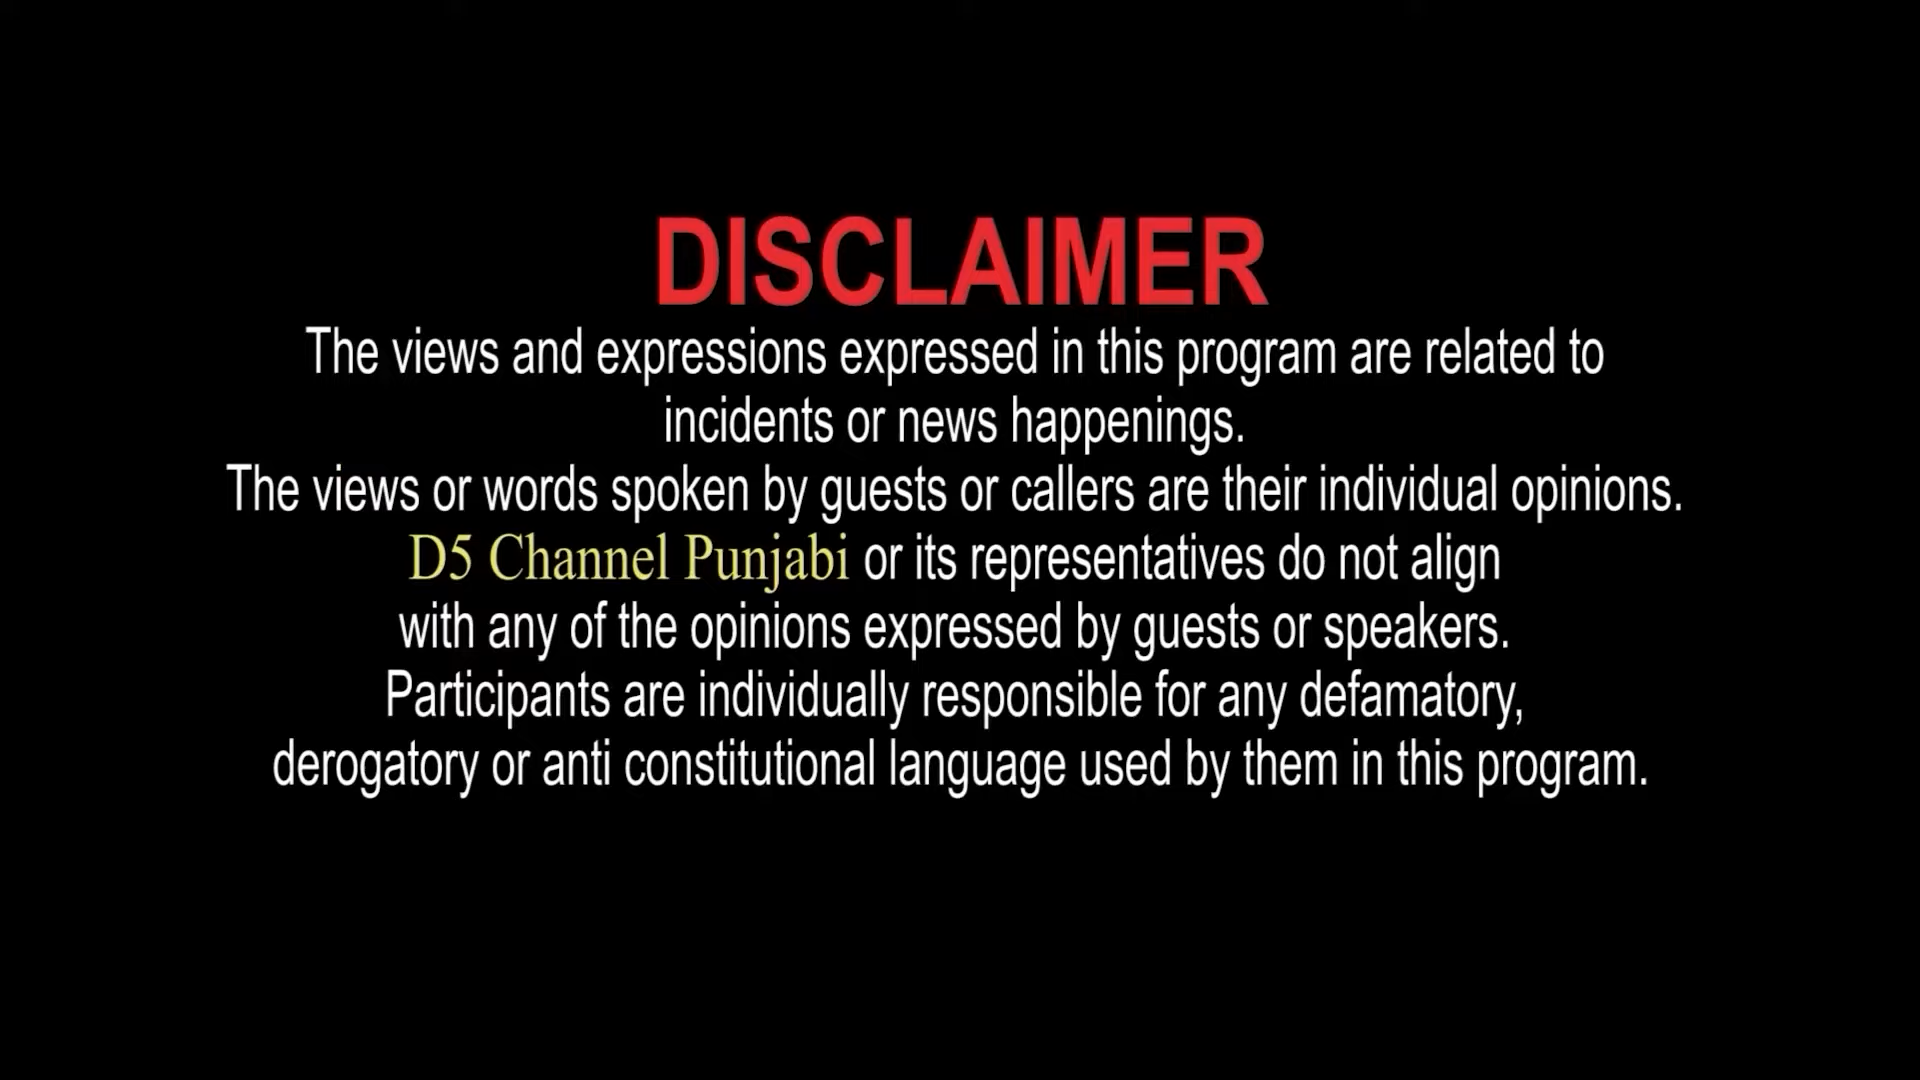 DISCLAIMER
The views and expressions expressed in this program are related to
incidents or news happenings.
The views or words spoken by guests or callers are their individual opinions.
D5 Channel Punjabi or its representatives do not align
with any of the opinions expressed by guests or speakers.
Participants are individually responsible for any defamatory,
derogatory or anti constitutional language used by them in this program.